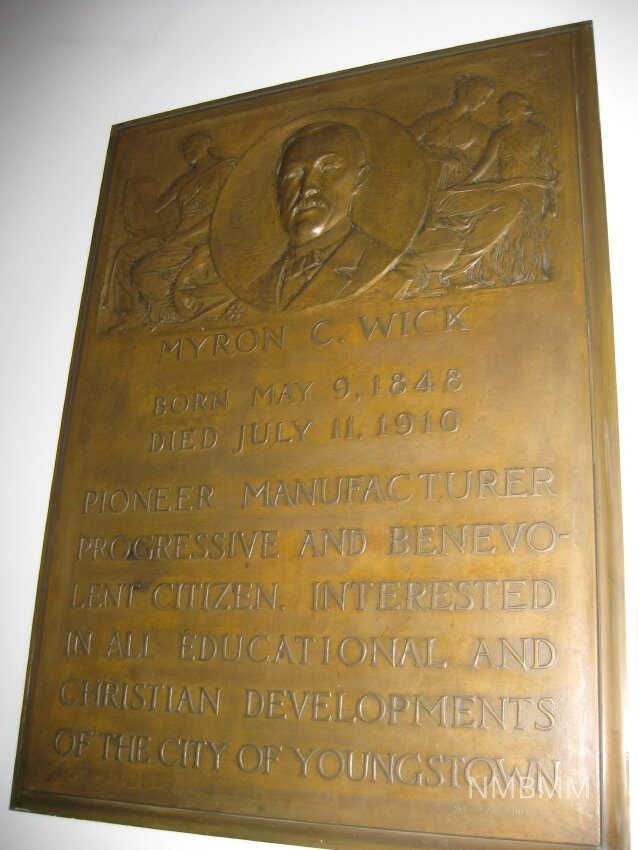 MYRON C. WICK
BORN MAY 9, 1848
DIED JULY 11, 1910
PIONEER MANUFACTURER
PROGRESSIVE AND BENEVO-
LENT CITIZEN. INTERESTED
IN ALL EDUCATIONAL AND
CHRISTIAN DEVELOPMENTS
OF THE CITY OF YOUNGSTOWN
NMBMM